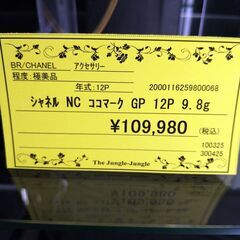 BR/CHANEL アクセサリー
程度:極美品
年式:12P 2000116259800068
シャネル NC ココマーク GP 12P 9.8g
¥109,980 (税込)
100325
300425
The Jungle-Jungle